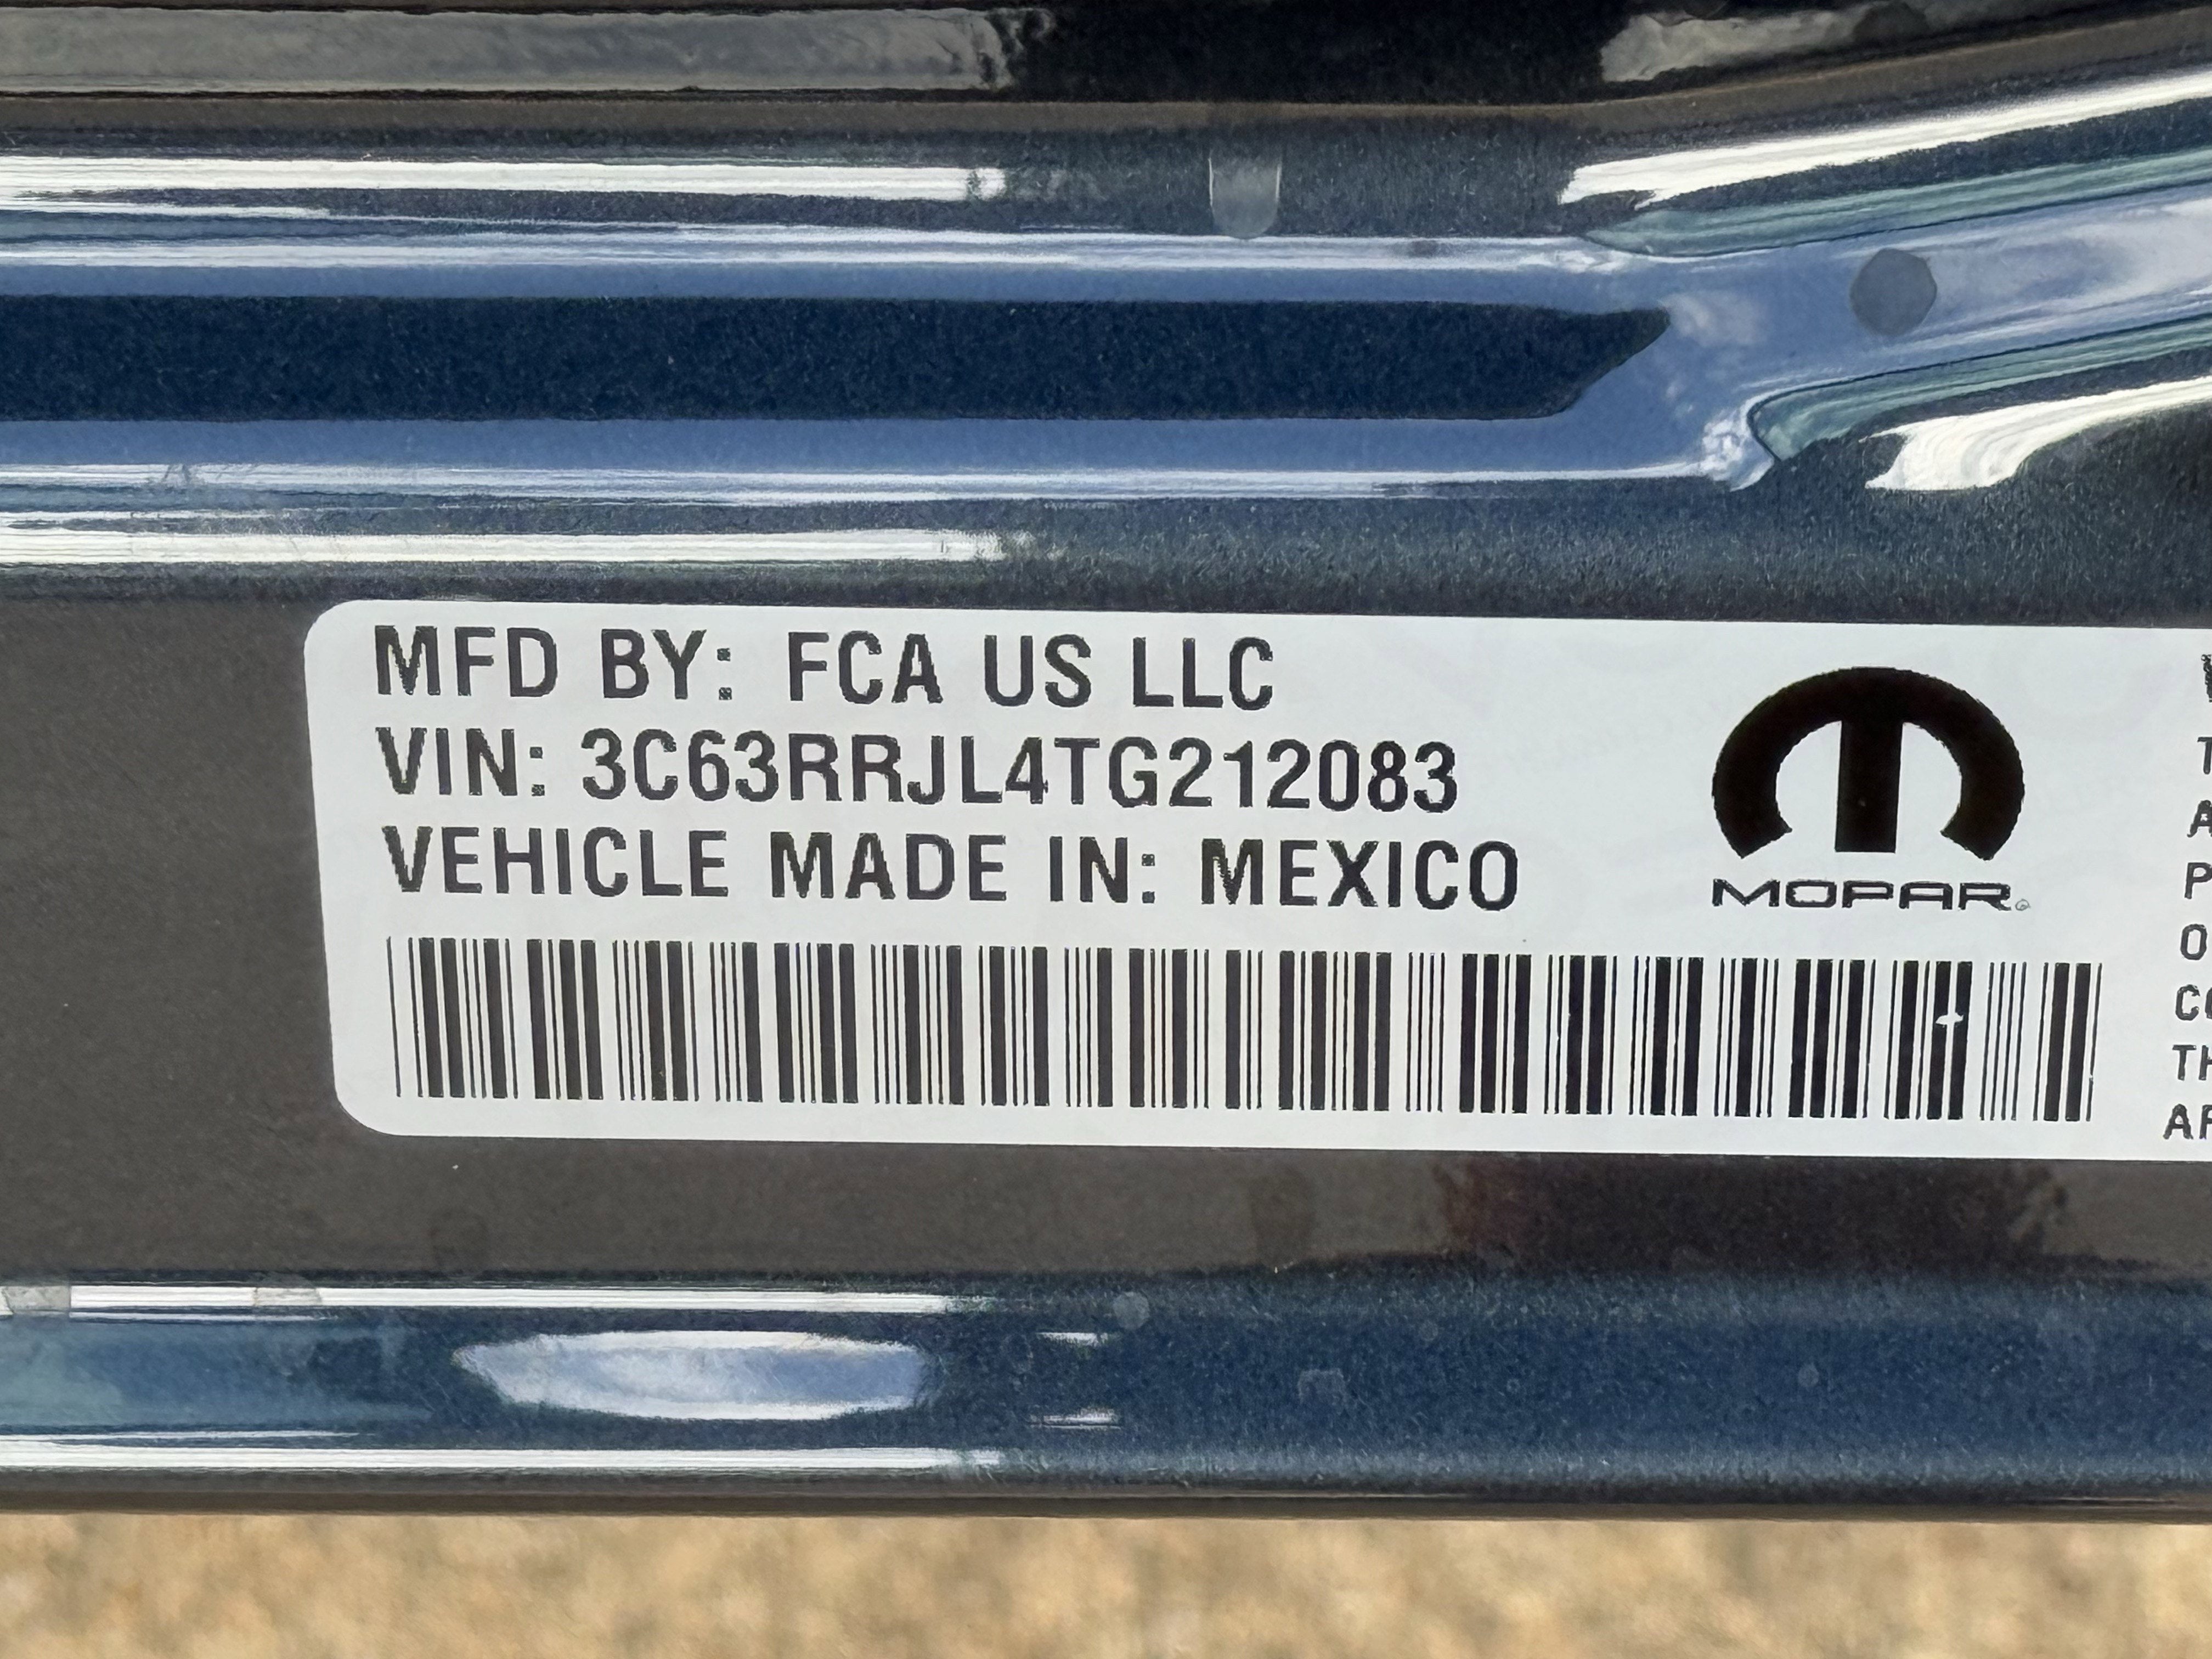 MFD BY: FCA US LLC
VIN: 3C63RRJL4TG212083
VEHICLE MADE IN: MEXICO
MOPAR®